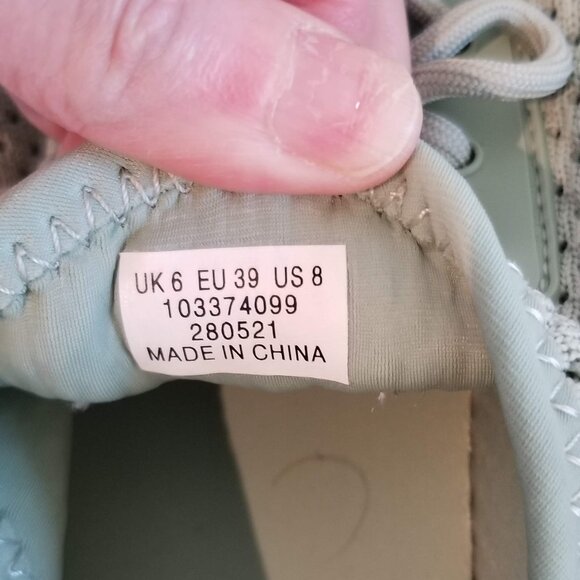 UK 6 EU 39 US 8
103374099
280521
MADE IN CHINA